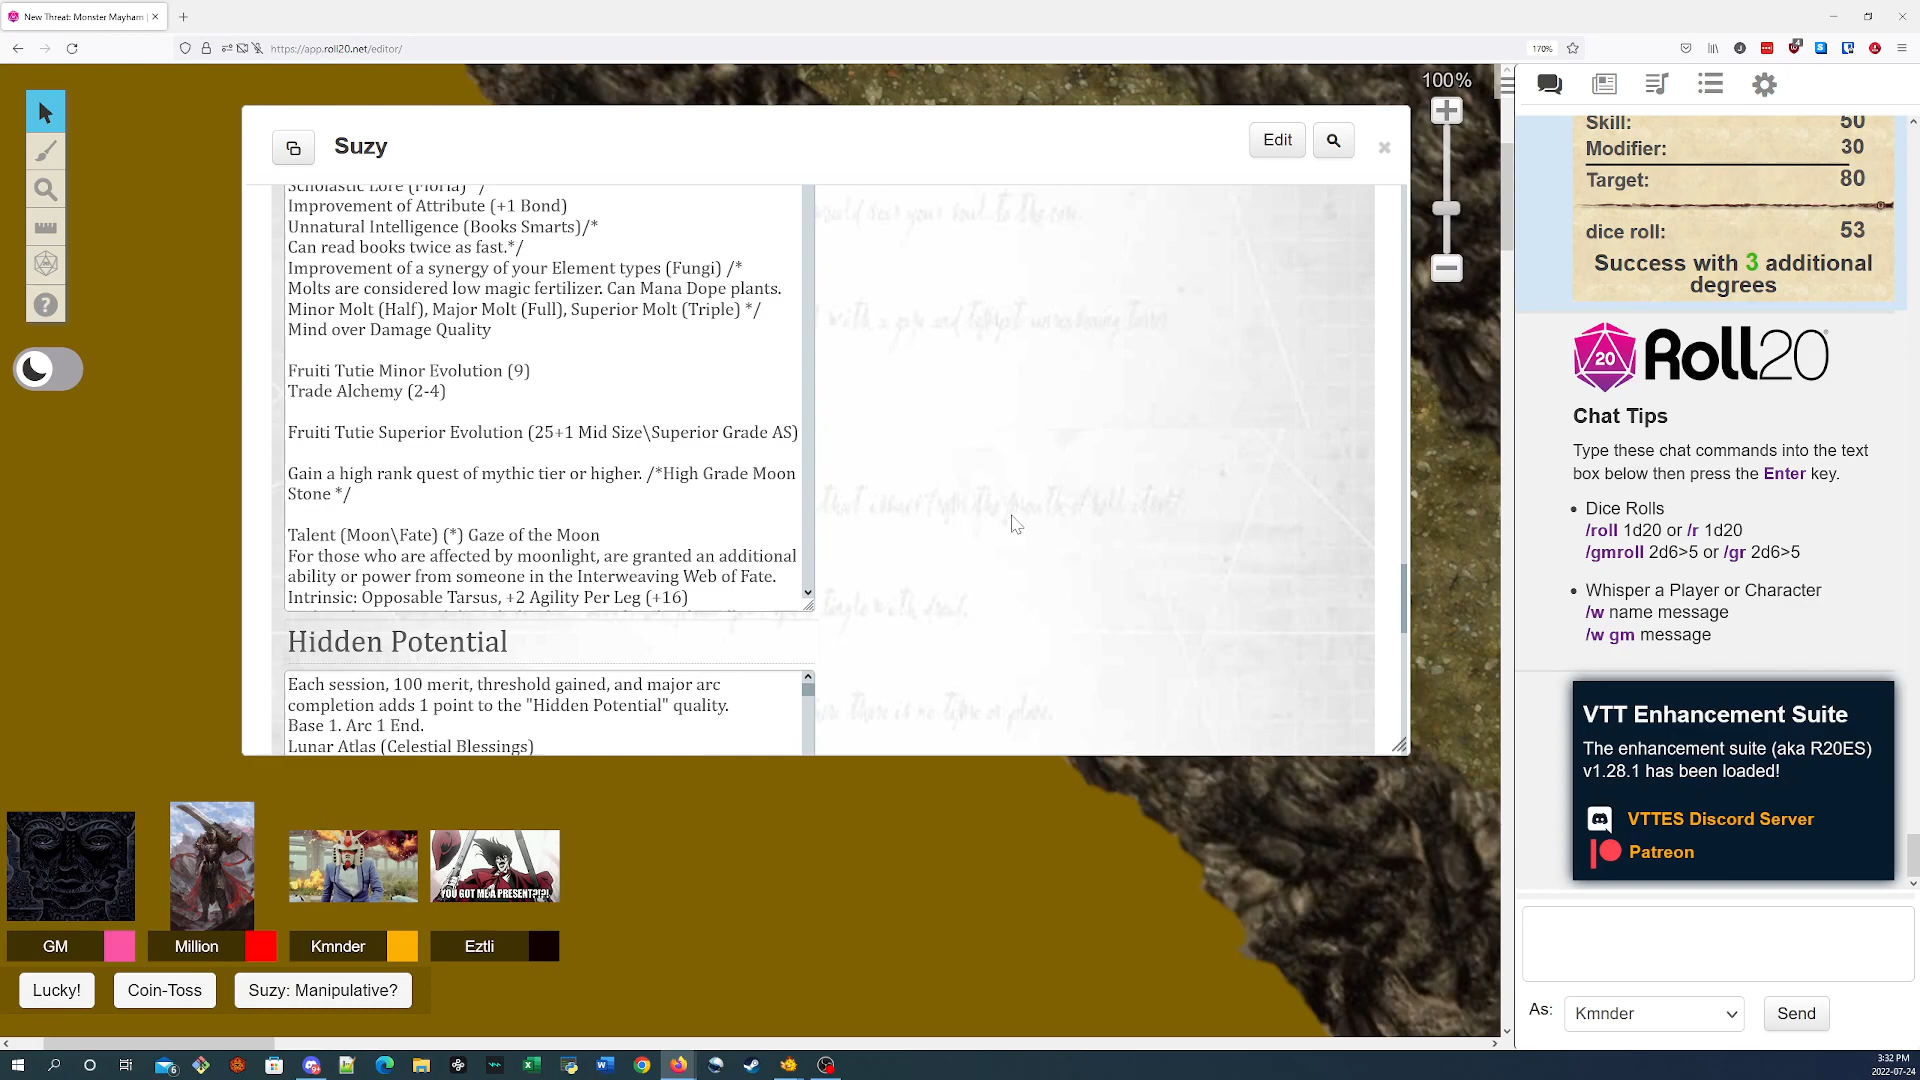 New Threat: Monster Mayham
https://app.roll20.net/editor/
170%
100%
Suzy
Edit
Scholastic Lore (Floria) */
Improvement of Attribute (+1 Bond)
Unnatural Intelligence (Books Smarts)/*
Can read books twice as fast.*/
Improvement of a synergy of your Element types (Fungi) /*
Molts are considered low magic fertilizer. Can Mana Dope plants.
Minor Molt (Half), Major Molt (Full), Superior Molt (Triple) */
Mind over Damage Quality
Fruiti Tutie Minor Evolution (9)
Trade Alchemy (2-4)
Fruiti Tutie Superior Evolution (25+1 Mid Size\Superior Grade AS)
Gain a high rank quest of mythic tier or higher. /*High Grade Moon
Stone */
Talent (Moon\Fate) (*) Gaze of the Moon
For those who are affected by moonlight, are granted an additional
ability or power from someone in the Interweaving Web of Fate.
Intrinsic: Opposable Tarsus, +2 Agility Per Leg (+16)
Hidden Potential
Each session, 100 merit, threshold gained, and major arc
completion adds 1 point to the "Hidden Potential" quality.
Base 1. Arc 1 End.
Lunar Atlas (Celestial Blessings)
Skill: 50
Modifier: 30
Target: 80
dice roll: 53
Success with 3 additional
degrees
20
Roll20
Chat Tips
Type these chat commands into the text
box below then press the Enter key.
Dice Rolls
/roll 1d20 or /r 1d20
/gmroll 2d6>5 or /gr 2d6>5
Whisper a Player or Character
/w name message
/w gm message
VTT Enhancement Suite
The enhancement suite (aka R20ES)
v1.28.1 has been loaded!
VTTES Discord Server
Patreon
YOU GOT ME A PRESENT?!?!
GM
Million
Kmnder
Eztli
Lucky!
Coin-Toss
Suzy: Manipulative?
As:
Kmnder
Send
3:32 PM
2022-07-24